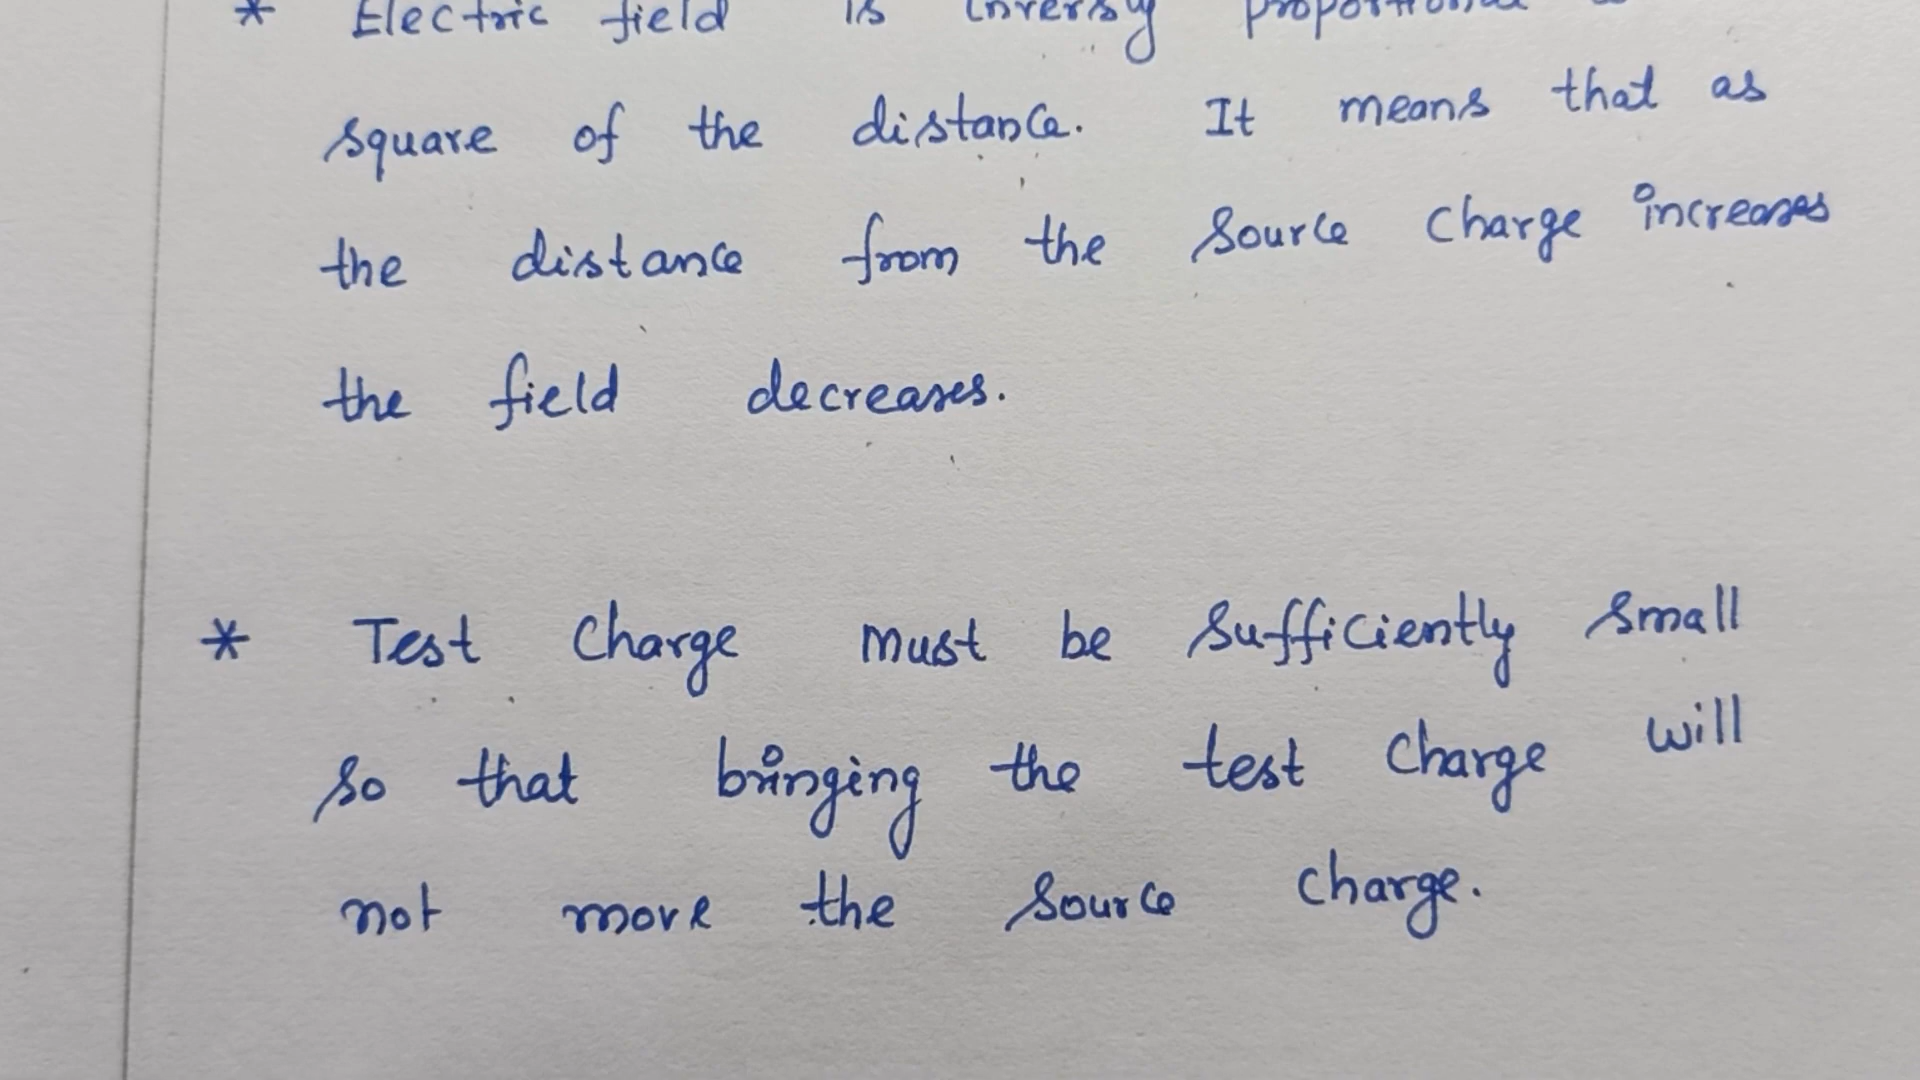 * Electric field is inversly proportional
square of the distance. It means that as
the distance from the source charge increases
the field decreases.
* Test charge must be sufficiently small
so that bringing the test charge will
not move the source charge.